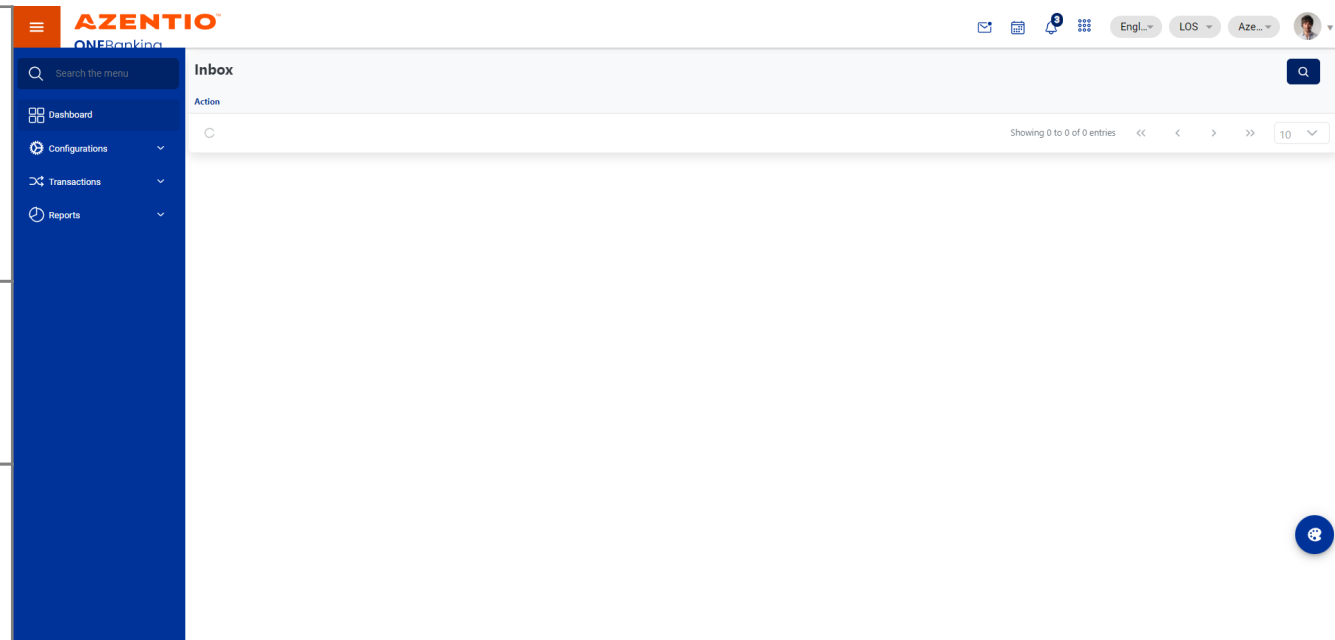 AZENTIO™
ONEBanking
3
Engl...
LOS
Aze...
Search the menu
Dashboard
Configurations
Transactions
Reports
Inbox
Action
Showing 0 to 0 of 0 entries
10